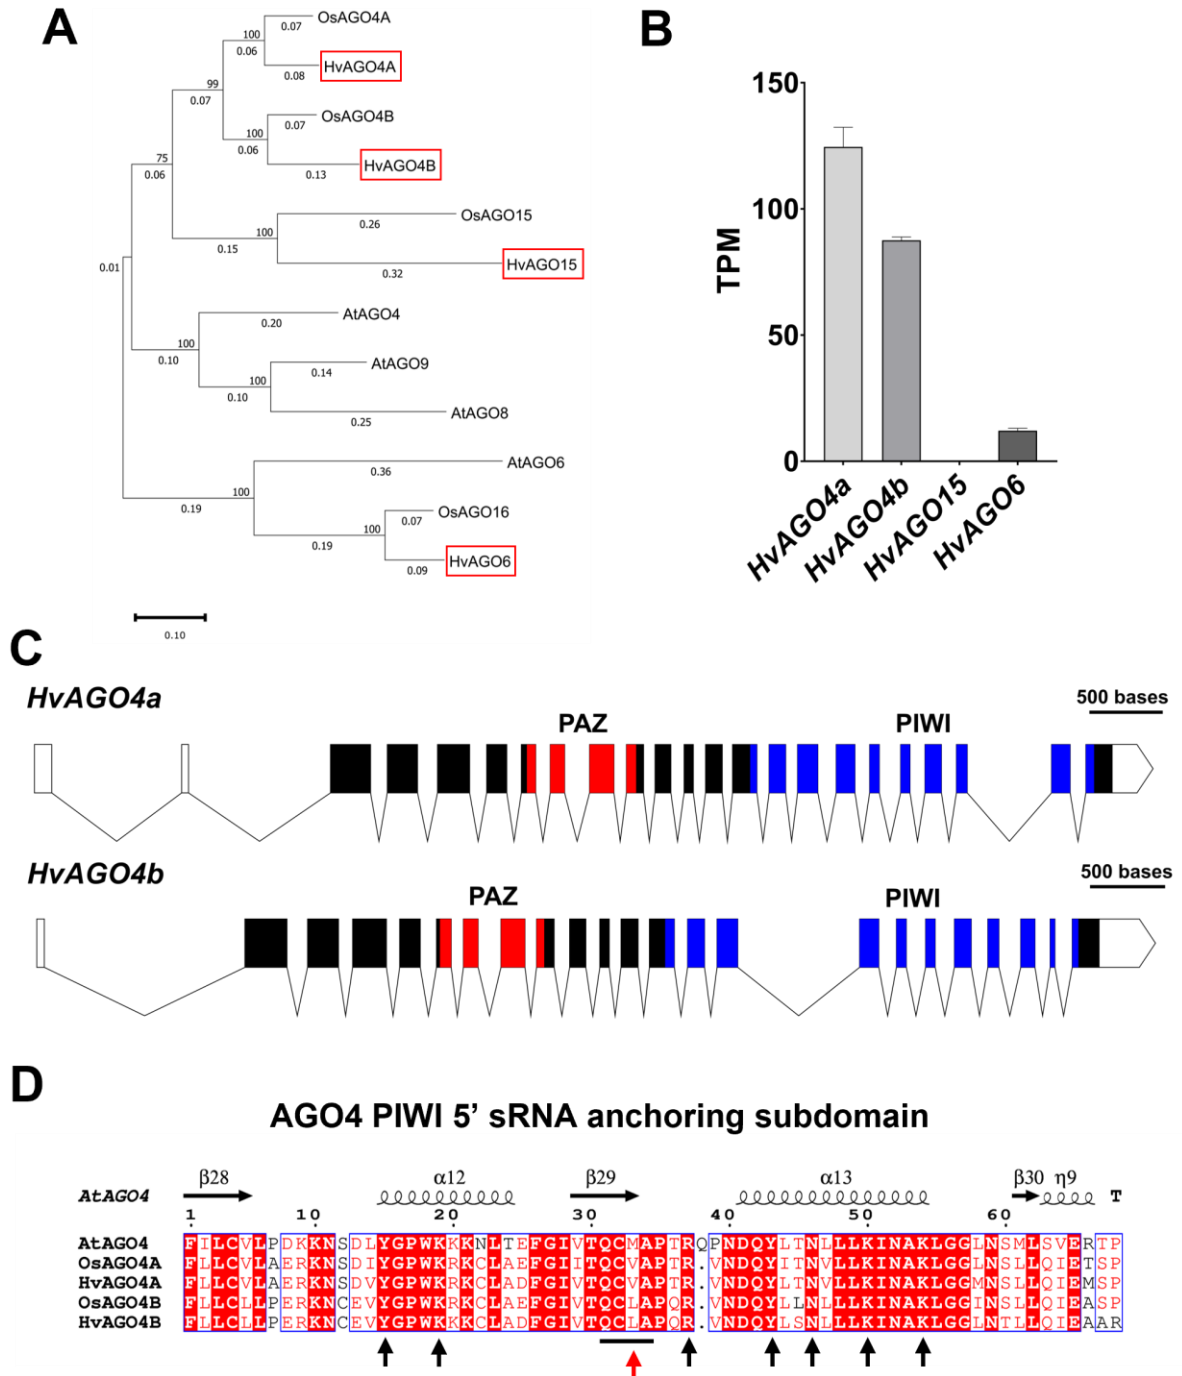 A
OsAGO4A
0.07
100
0.06
0.08
HvAGO4A
99
0.07
OsAGO4B
0.07
100
0.06
0.13
HvAGO4B
75
0.06
OsAGO15
0.26
100
0.15
0.32
HvAGO15
0.01
AtAGO4
0.20
100
0.10
AtAGO9
0.14
100
0.10
0.25
AtAGO8
AtAGO6
0.36
100
0.19
OsAGO16
0.07
100
0.19
0.09
HvAGO6
0.10
B
150
100
50
0
TPM
HvAGO4a
HvAGO4b
HvAGO15
HvAGO6
C
HvAGO4a
PAZ
PIWI
500 bases
HvAGO4b
PAZ
PIWI
500 bases
D
AGO4 PIWI 5’ sRNA anchoring subdomain
β28 α12 β29 α13 β30 η9
AtAGO4 T
1 10 20 30 40 50 60
AtAGO4 FILCVLPDKKNSDLYGPWKKKNLTEFGIVTQCMAPTRQPNDQYLTNLLLKINAKLGGLNSMLSVERTP
OsAGO4A FLLCVLAERKNSDIYGPWKRKCLAEFGIITQCVAPTR.VNDQYITNVLLKINAKLGGLNSLLQIETSP
HvAGO4A FLLCVLAERKNSDVYGPWKRKCLAEFGIVTQCVAPTR.VNDQYLTNVLLKINAKLGGMNSLLQIEMSP
OsAGO4B FLLCLLPERKNCEVYGPWKRKCLAEFGIVTQCLAPQR.VNDQYLLNLLLKINAKLGGINSLLQIEASP
HvAGO4B FLLCLLPERKNCEVYGPWKKKCLAEFGIVTQCLAPQR.VNDQYLSNLLLKINAKLGGLNTLLQIEAAR